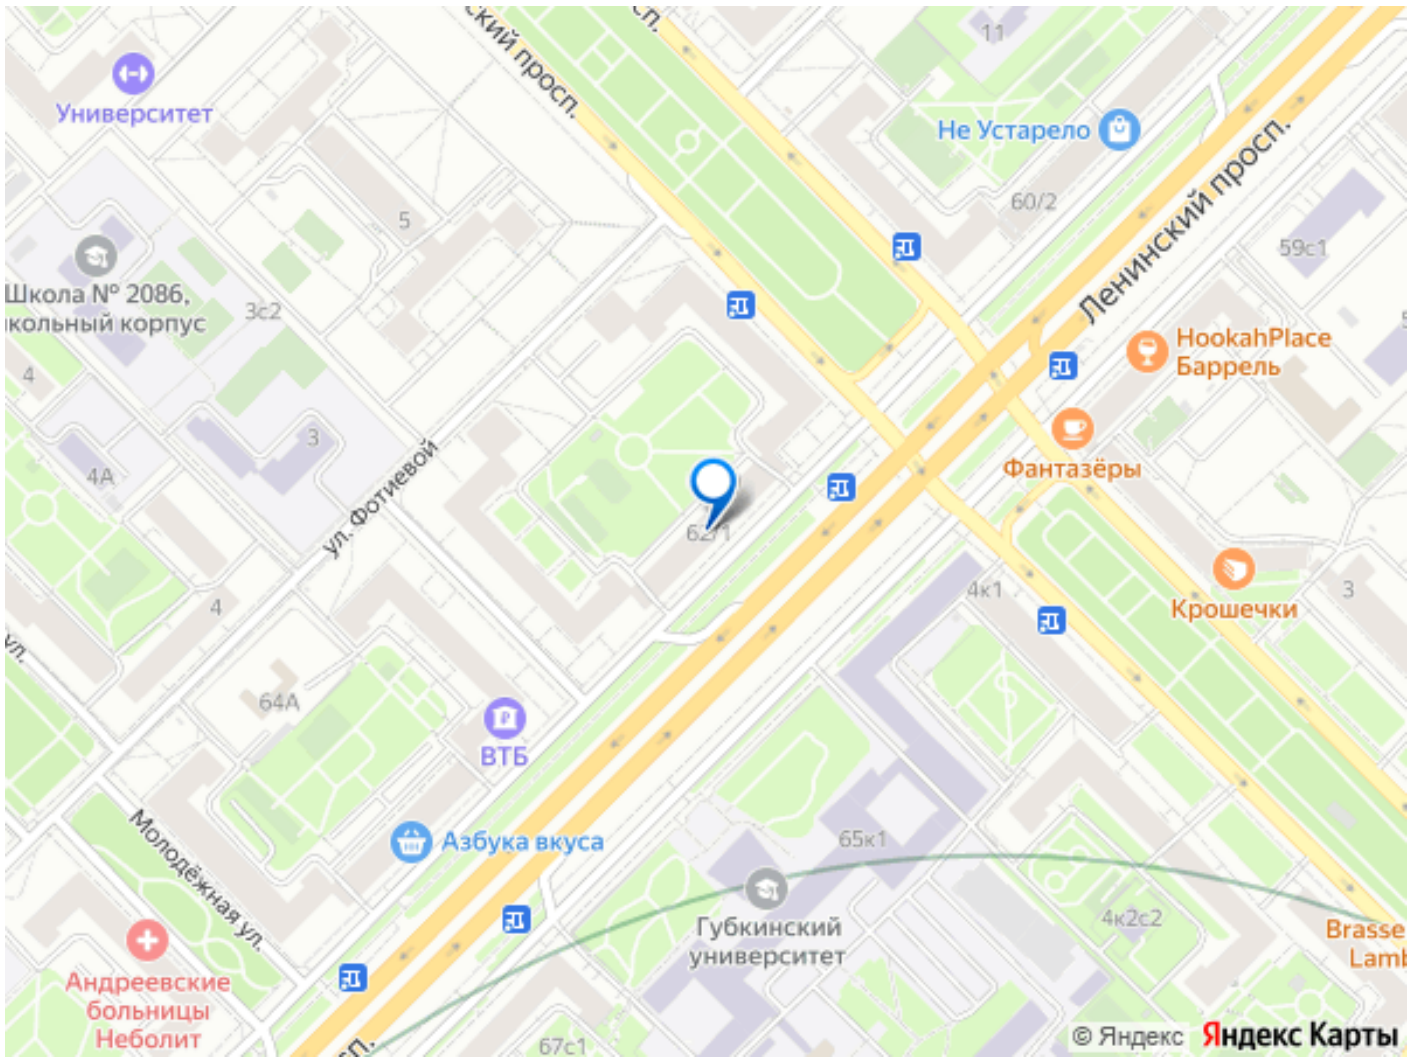 ский просп.
сп.
11
Университет
Не Устарело
Ленинский просп.
60/2
5
59с1
Школа № 2086,
кольный корпус
3с2
HookahPlace
Баррель
4
3
4А
ул. Фотиевой
Фантазёры
62/1
4
4к1
Крошечки
3
ул.
64А
ВТБ
Молодёжная ул.
Азбука вкуса
65к1
Губкинский
университет
4к2с2
Brasse
Lamb
Андреевские
больницы
Неболит
67с1
сп.
© Яндекс Яндекс Карты